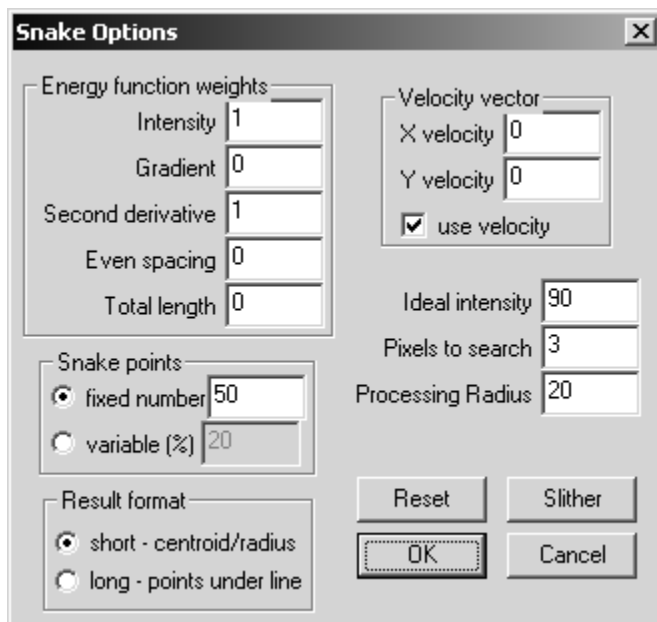 Snake Options
Energy function weights
Intensity 1
Gradient 0
Second derivative 1
Even spacing 0
Total length 0
Velocity vector
X velocity 0
Y velocity 0
use velocity
Ideal intensity 90
Pixels to search 3
Processing Radius 20
Snake points
fixed number 50
variable (%) 20
Result format
short - centroid/radius
long - points under line
Reset
Slither
OK
Cancel